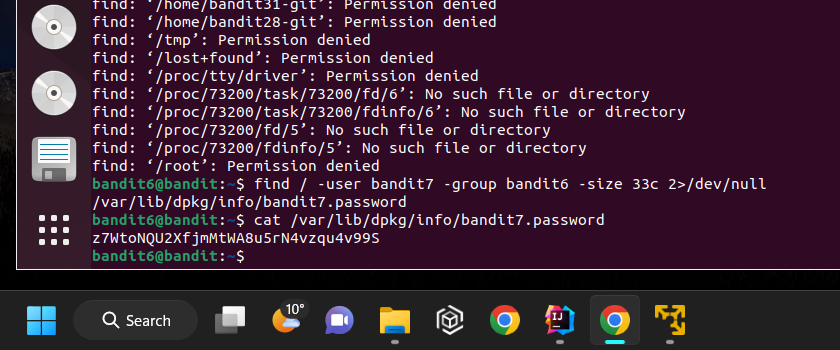 find: ‘/home/bandit31-git’: Permission denied
find: ‘/home/bandit28-git’: Permission denied
find: ‘/tmp’: Permission denied
find: ‘/lost+found’: Permission denied
find: ‘/proc/tty/driver’: Permission denied
find: ‘/proc/73200/task/73200/fd/6’: No such file or directory
find: ‘/proc/73200/task/73200/fdinfo/6’: No such file or directory
find: ‘/proc/73200/fd/5’: No such file or directory
find: ‘/proc/73200/fdinfo/5’: No such file or directory
find: ‘/root’: Permission denied
bandit6@bandit:~$ find / -user bandit7 -group bandit6 -size 33c 2>/dev/null
/var/lib/dpkg/info/bandit7.password
bandit6@bandit:~$ cat /var/lib/dpkg/info/bandit7.password
z7WtoNQU2XfjmMtWA8u5rN4vzqu4v99S
bandit6@bandit:~$
Search
10°
IJ